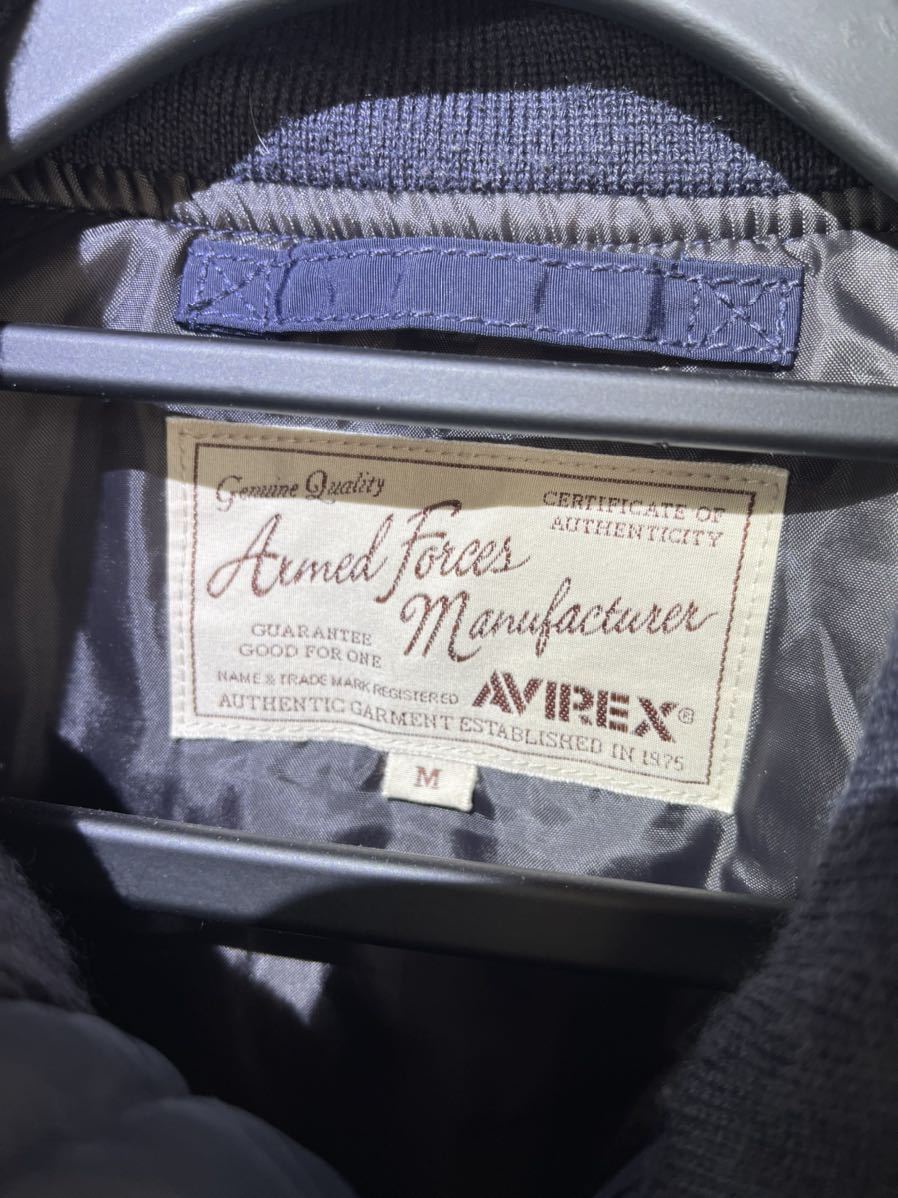 Genuine Quality
CERTIFICATE OF
AUTHENTICITY
Armed Forces
Manufacturer
GUARANTEE
GOOD FOR ONE
NAME & TRADE MARK REGISTERED
AVIREX®
AUTHENTIC GARMENT ESTABLISHED IN 1975
M